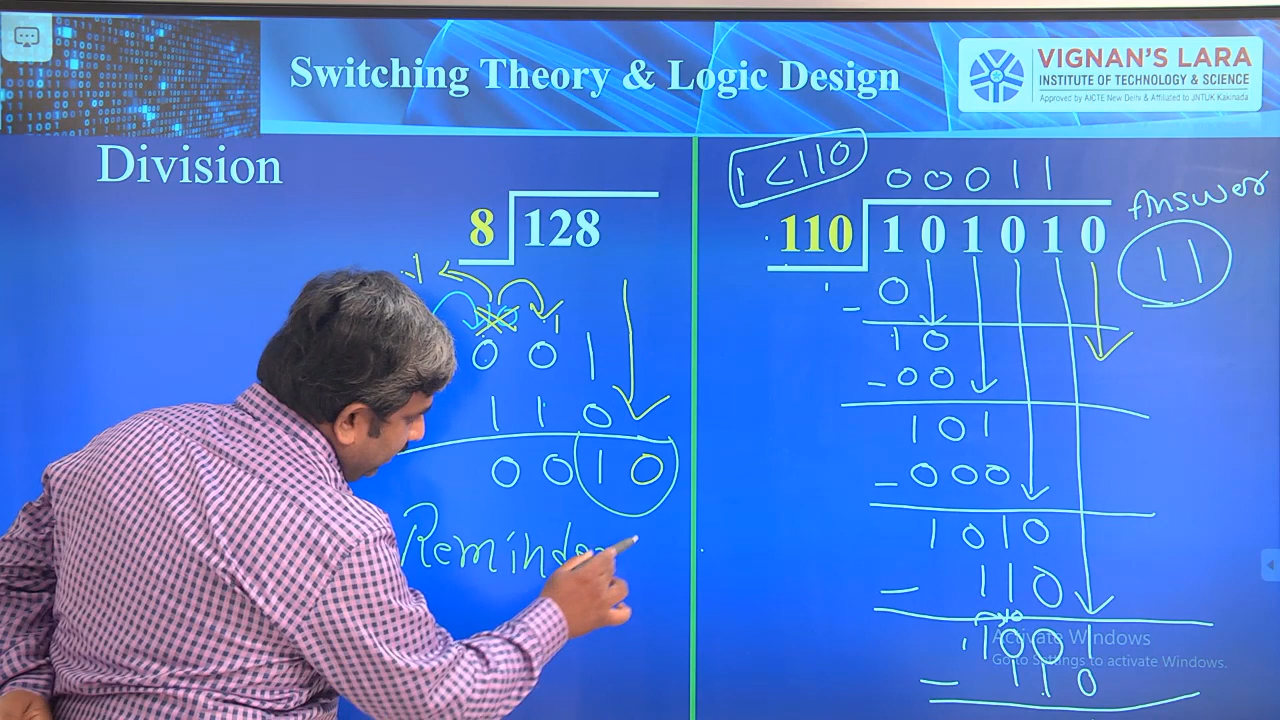 Switching Theory & Logic Design
VIGNAN'S LARA
INSTITUTE OF TECHNOLOGY & SCIENCE
Approved by AICTE New Delhi & Affiliated to JNTUK Kakinada
Division
8 128
0 0 1
1 1 0
0 0 1 0
Reminde
1 < 110
0 0 0 1 1
110 1 0 1 0 1 0
Answer
1 1
0
- 
1 0
- 0 0
1 0 1
- 0 0 0
1 0 1 0
- 1 1 0
1 0 0 1
- 1 1 0
Activate Windows
Go to Settings to activate Windows.